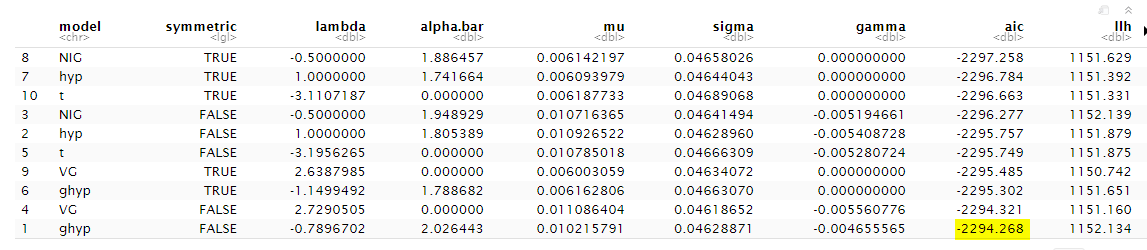 model symmetric lambda alpha.bar mu sigma gamma aic llh
<chr> <lgl> <dbl> <dbl> <dbl> <dbl> <dbl> <dbl> <dbl>
8 NIG TRUE -0.5000000 1.886457 0.006142197 0.04658026 0.000000000 -2297.258 1151.629
7 hyp TRUE 1.0000000 1.741664 0.006093979 0.04644043 0.000000000 -2296.784 1151.392
10 t TRUE -3.1107187 0.000000 0.006187733 0.04689068 0.000000000 -2296.663 1151.331
3 NIG FALSE -0.5000000 1.948929 0.010716365 0.04641494 -0.005194661 -2296.277 1152.139
2 hyp FALSE 1.0000000 1.805389 0.010926522 0.04628960 -0.005408728 -2295.757 1151.879
5 t FALSE -3.1956265 0.000000 0.010785018 0.04666309 -0.005280724 -2295.749 1151.875
9 VG TRUE 2.6387985 0.000000 0.006003059 0.04634072 0.000000000 -2295.485 1150.742
6 ghyp TRUE -1.1499492 1.788682 0.006162806 0.04663070 0.000000000 -2295.302 1151.651
4 VG FALSE 2.7290505 0.000000 0.011086404 0.04618652 -0.005560776 -2294.321 1151.160
1 ghyp FALSE -0.7896702 2.026443 0.010215791 0.04628871 -0.004655565 -2294.268 1152.134